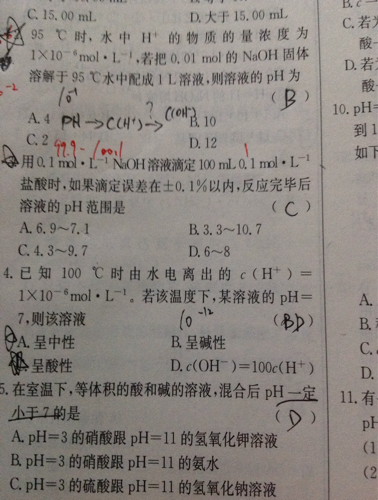 C. 15.00 mL D. 大于 15.00 mL
95 ℃时,水中 H⁺ 的物质的量浓度为
1×10⁻⁶mol·L⁻¹,若把 0.01 mol 的 NaOH 固体
溶解于 95 ℃水中配成 1 L 溶液,则溶液的 pH 为
-2
10⁻¹
?
( B )
A. 4 PH → C(H⁺) → C(OH⁻) B. 10
C. 2 99.9 ~ 100.1 D. 12
用 0.1 mol·L⁻¹ NaOH 溶液滴定 100 mL 0.1 mol·L⁻¹
盐酸时,如果滴定误差在±0.1%以内,反应完毕后
溶液的 pH 范围是 ( C )
A. 6.9~7.1 B. 3.3~10.7
C. 4.3~9.7 D. 6~8
4. 已知 100 ℃ 时由水电离出的 c(H⁺)=
1×10⁻⁶mol·L⁻¹。若该温度下,某溶液的 pH=
7,则该溶液 10⁻¹² ( BD )
A. 呈中性 B. 呈碱性
呈酸性 D. c(OH⁻)=100c(H⁺)
5. 在室温下,等体积的酸和碱的溶液,混合后 pH 一定
小于 7 的是 ( D )
A. pH=3 的硝酸跟 pH=11 的氢氧化钾溶液
B. pH=3 的硝酸跟 pH=11 的氨水
C. pH=3 的硫酸跟 pH=11 的氢氧化钠溶液
B. c
C. 若
酸
D. 若
酸
10. pH=
到 1
如下
A.
B.
C.
D.
11. 有
pH
(1
(2